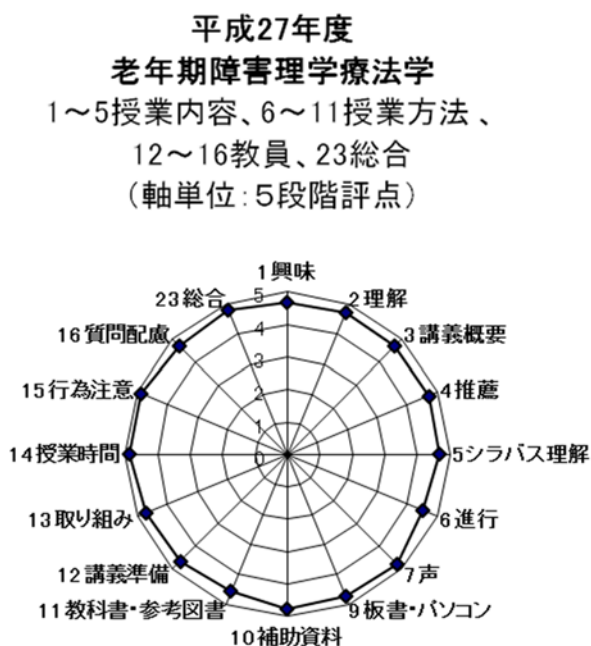 平成27年度
老年期障害理学療法学
1～5授業内容、6～11授業方法、
12～16教員、23総合
（軸単位：5段階評点）
1興味
2理解
3講義概要
4推薦
5シラバス理解
6進行
7声
9板書・パソコン
10補助資料
11教科書・参考図書
12講義準備
13取り組み
14授業時間
15行為注意
16質問配慮
23総合
5
4
3
2
1
0